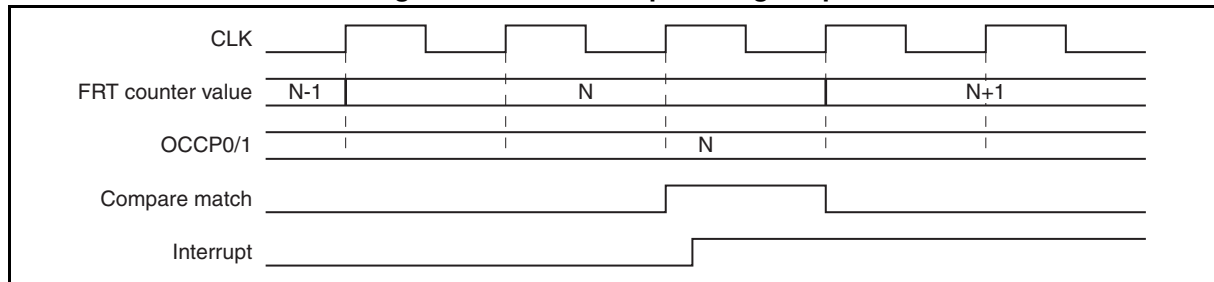 CLK
FRT counter value N-1 N N+1
OCCP0/1 N
Compare match
Interrupt